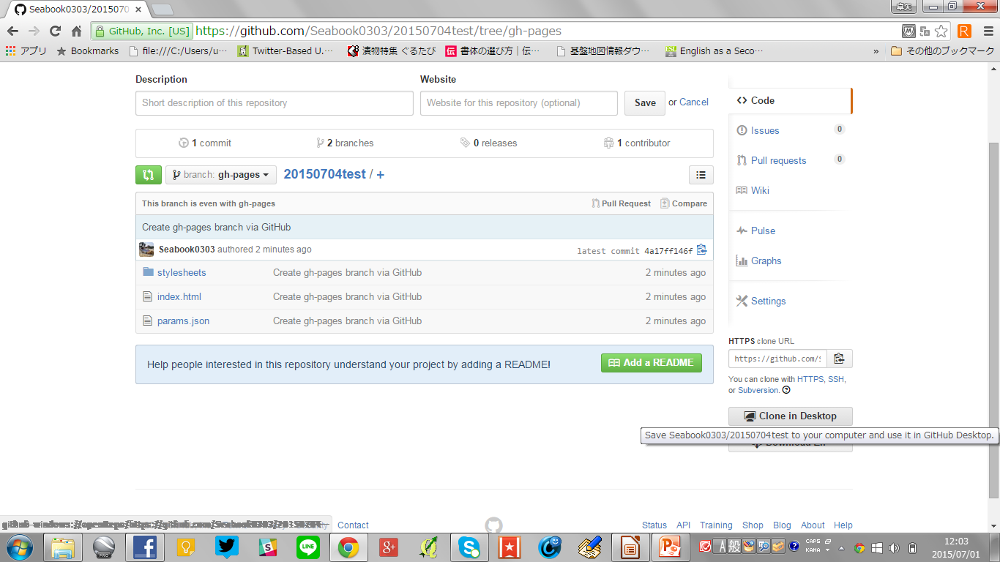 Seabook0303/2015070
卓矢
GitHub, Inc. [US] https://github.com/Seabook0303/20150704test/tree/gh-pages
アプリ Bookmarks file:///C:/Users/u… Twitter-Based U.… 漬物特集 ぐるたび 書体の選び方｜伝… 基盤地図情報ダウ… English as a Seco… » その他のブックマーク
Description Website
Short description of this repository Website for this repository (optional) Save or Cancel
Code
1 commit 2 branches 0 releases 1 contributor
Issues 0
Pull requests 0
branch: gh-pages 20150704test / +
Wiki
This branch is even with gh-pages Pull Request Compare
Create gh-pages branch via GitHub
Pulse
Seabook0303 authored 2 minutes ago latest commit 4a17ff146f
Graphs
stylesheets Create gh-pages branch via GitHub 2 minutes ago
index.html Create gh-pages branch via GitHub 2 minutes ago
Settings
params.json Create gh-pages branch via GitHub 2 minutes ago
HTTPS clone URL
https://github.com/S
Help people interested in this repository understand your project by adding a README! Add a README
You can clone with HTTPS, SSH,
or Subversion.
Clone in Desktop
Save Seabook0303/20150704test to your computer and use it in GitHub Desktop.
Contact Status API Training Shop Blog About Help
PRO LINE g+ A 般 CAPS KANA
12:03
2015/07/01